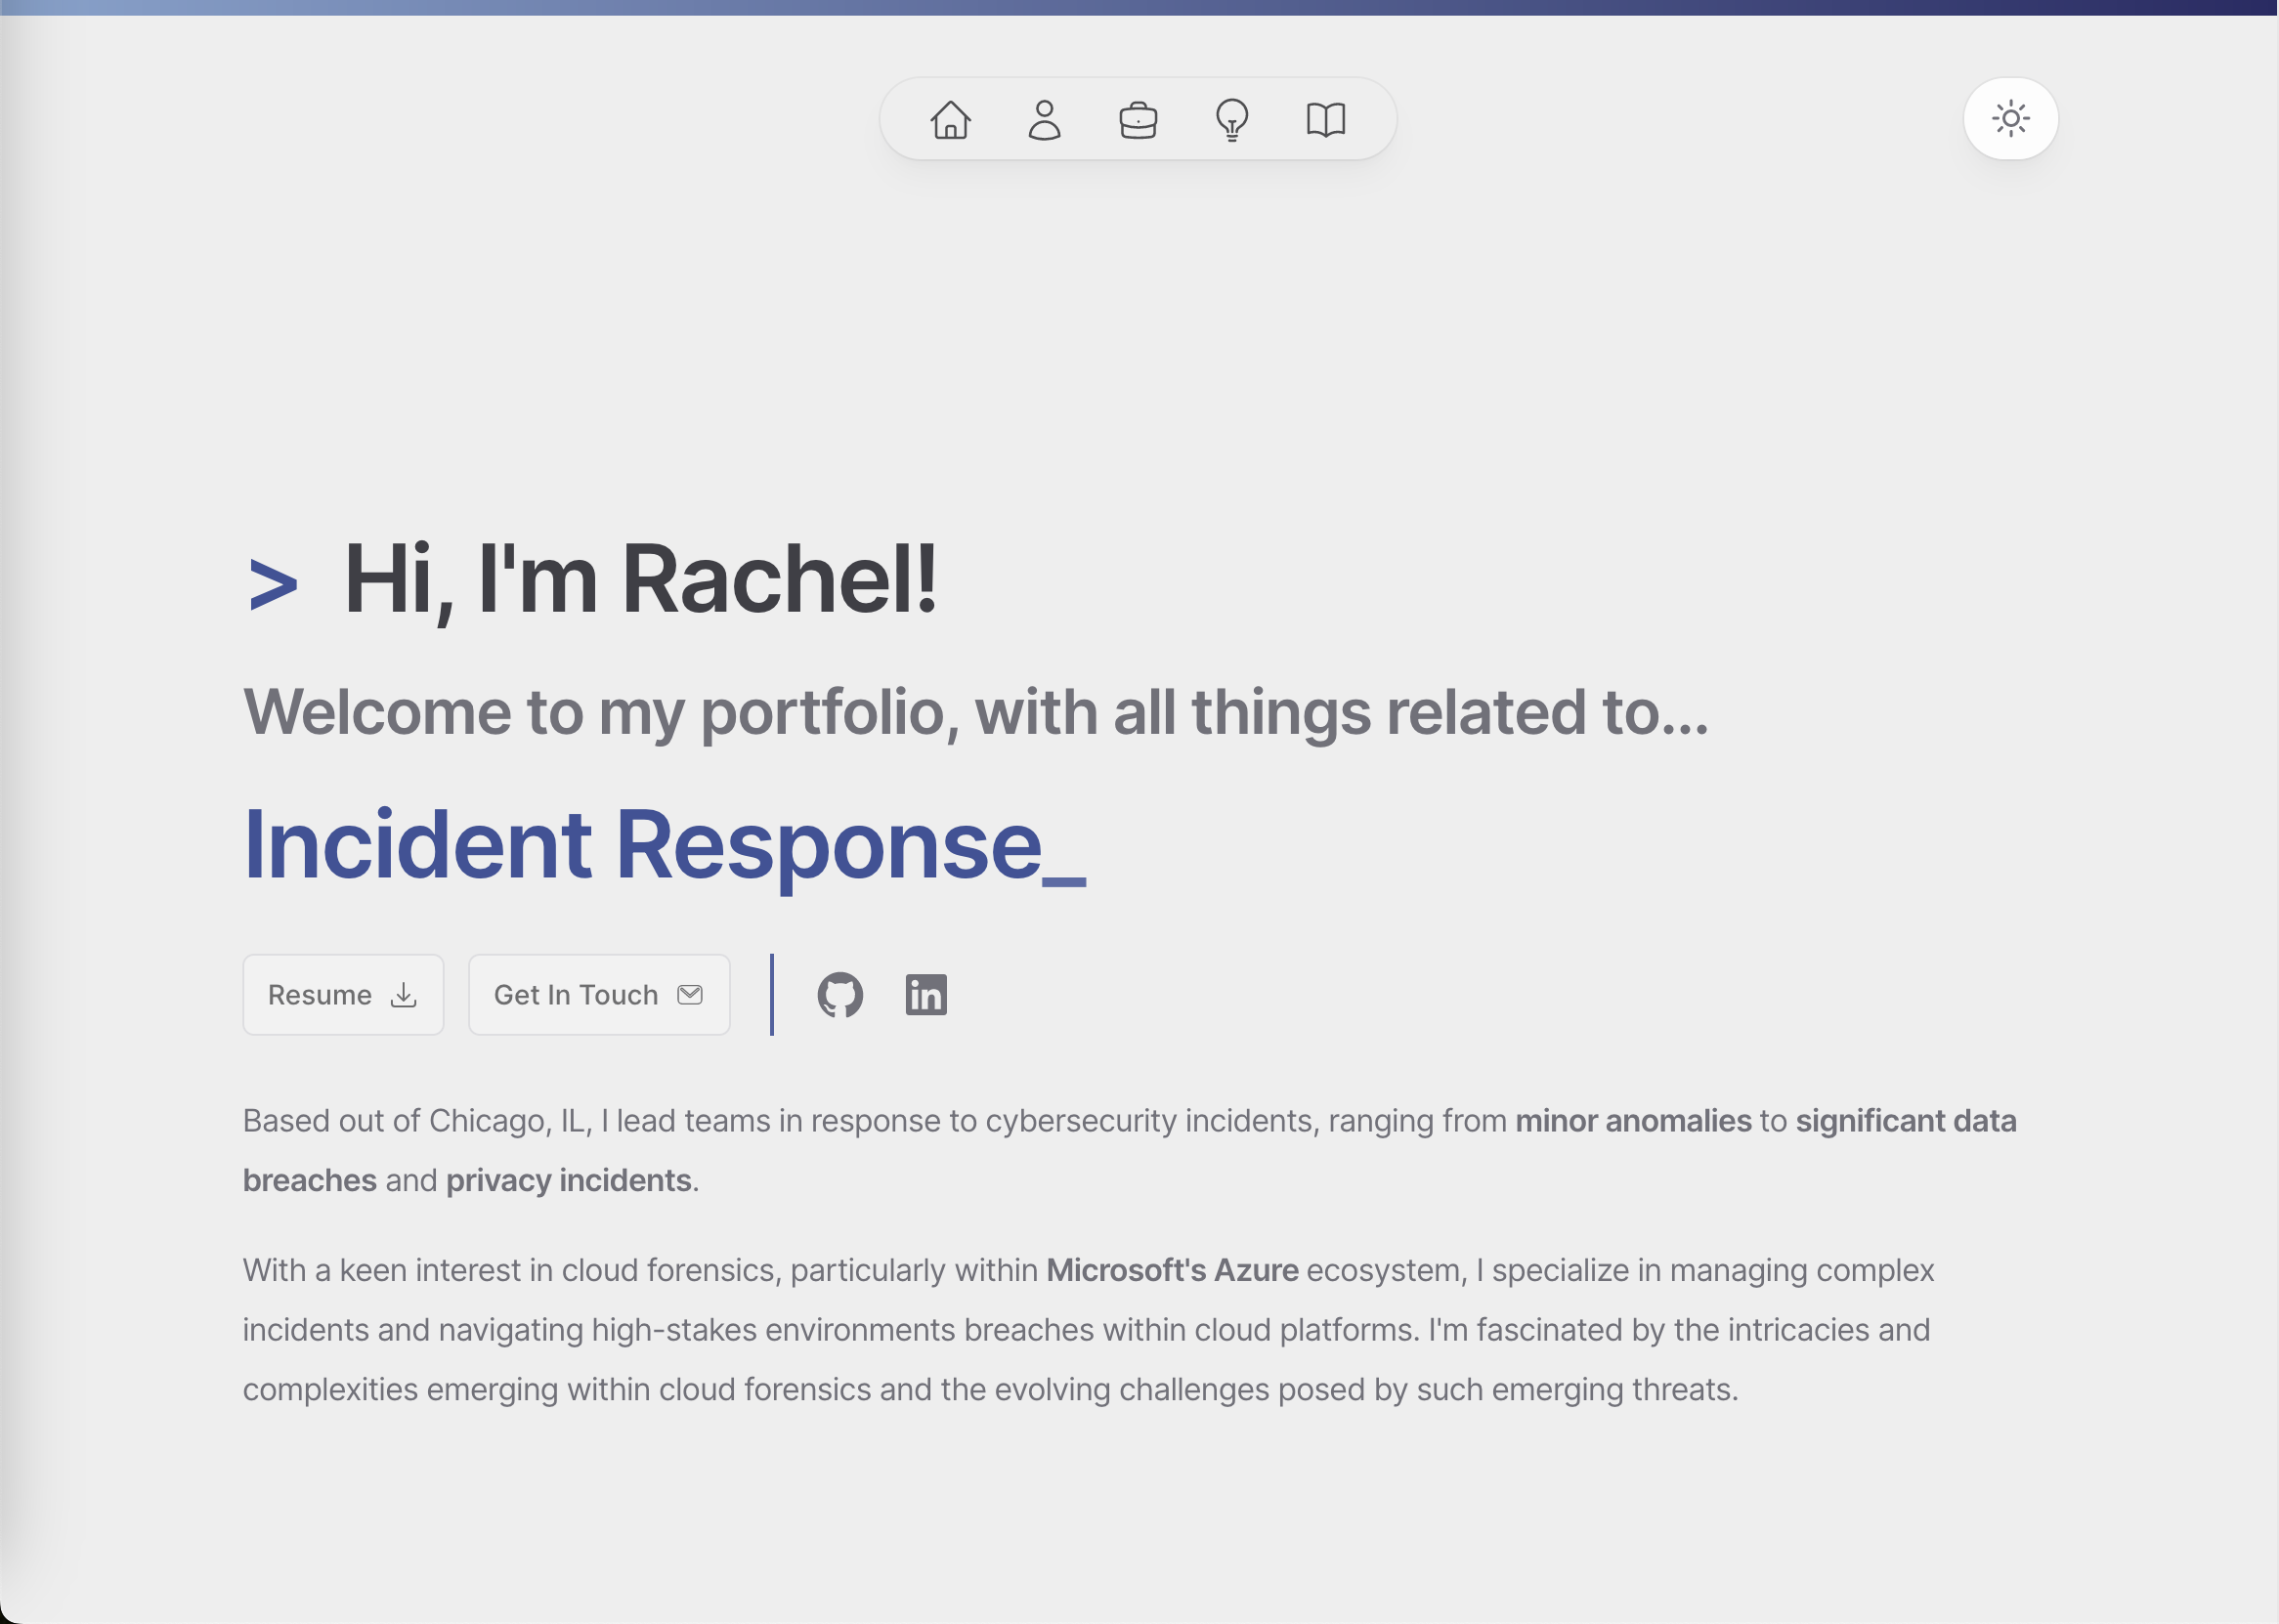 > Hi, I'm Rachel!
Welcome to my portfolio, with all things related to...
Incident Response_
Resume
Get In Touch
in
Based out of Chicago, IL, I lead teams in response to cybersecurity incidents, ranging from minor anomalies to significant data
breaches and privacy incidents.
With a keen interest in cloud forensics, particularly within Microsoft's Azure ecosystem, I specialize in managing complex
incidents and navigating high-stakes environments breaches within cloud platforms. I'm fascinated by the intricacies and
complexities emerging within cloud forensics and the evolving challenges posed by such emerging threats.